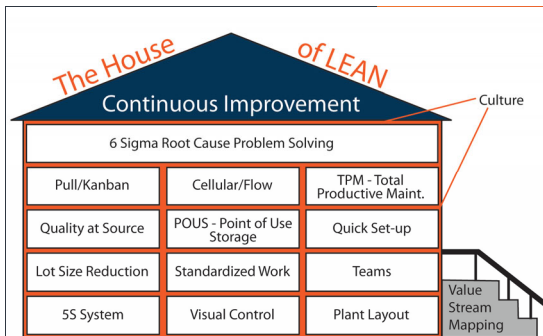 The House of LEAN
Continuous Improvement
Culture
6 Sigma Root Cause Problem Solving
Pull/Kanban
Cellular/Flow
TPM - Total
Productive Maint.
Quality at Source
POUS - Point of Use
Storage
Quick Set-up
Lot Size Reduction
Standardized Work
Teams
5S System
Visual Control
Plant Layout
Value
Stream
Mapping